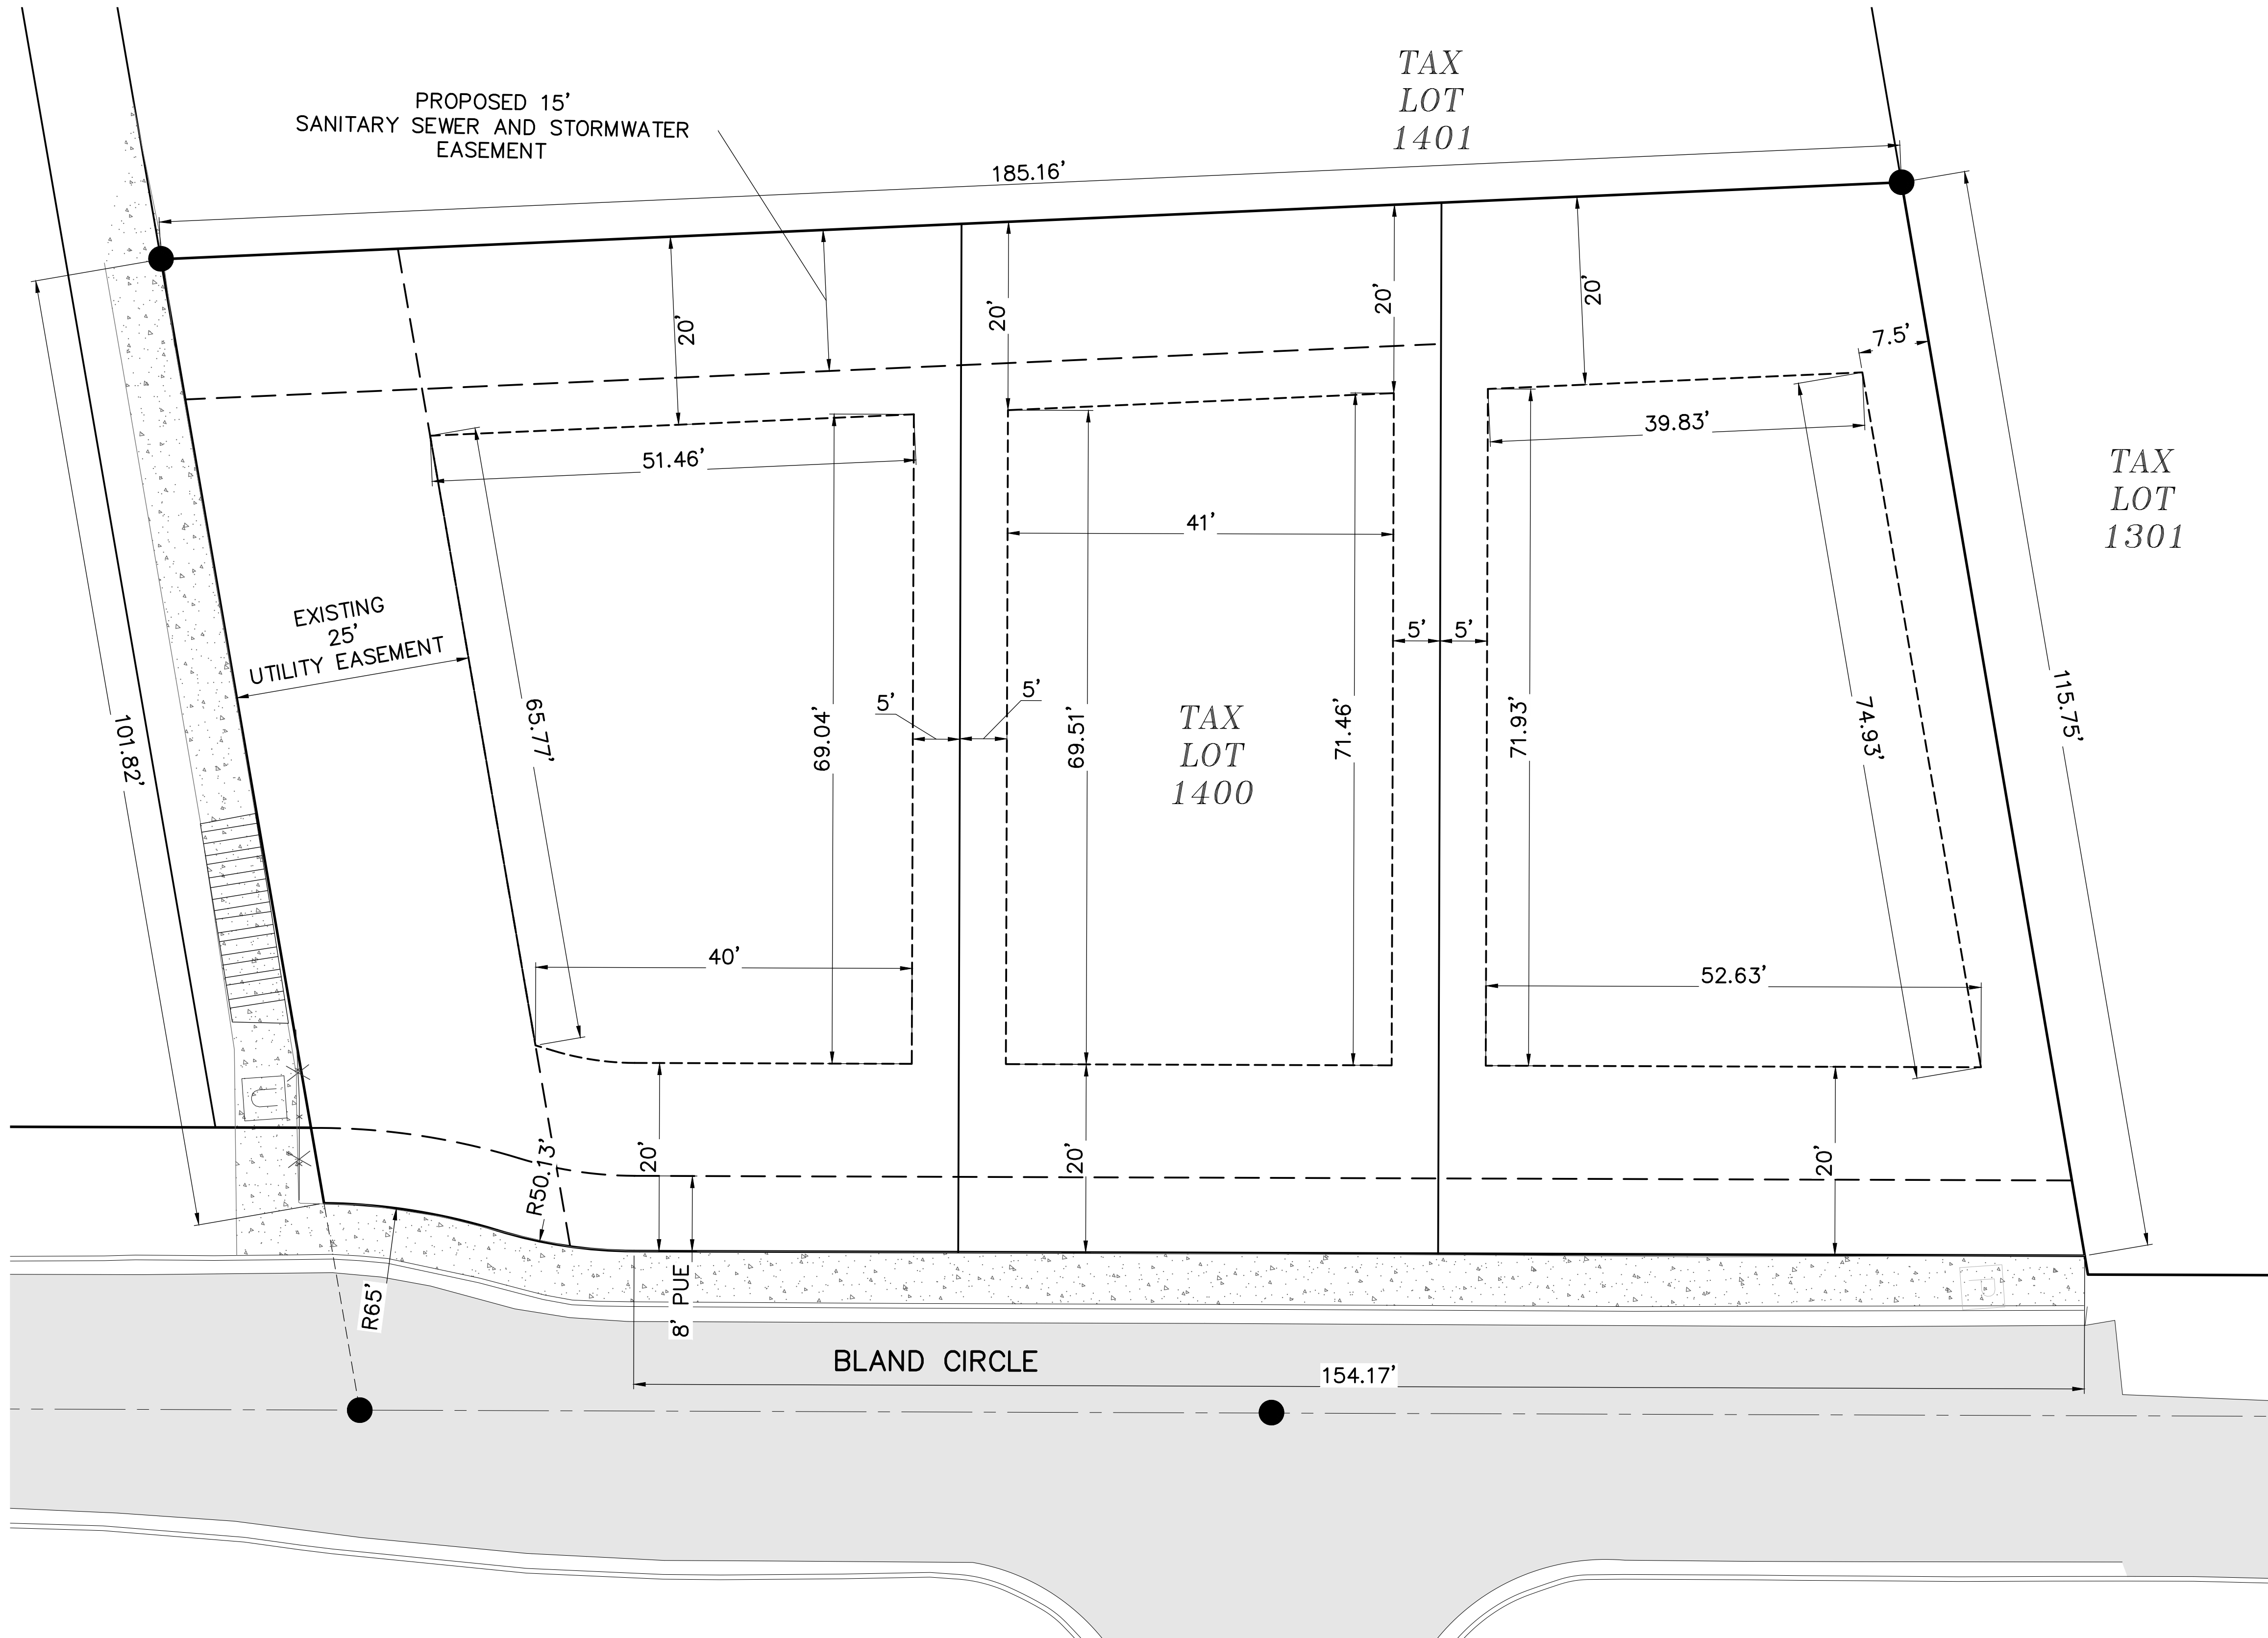 TAX
LOT
1401
PROPOSED 15'
SANITARY SEWER AND STORMWATER
EASEMENT
185.16'
20'
20'
20'
20'
7.5'
39.83'
51.46'
TAX
LOT
1301
41'
EXISTING
25'
UTILITY EASEMENT
5'
5'
5'
5'
101.82'
65.77'
69.04'
69.51'
TAX
LOT
1400
71.46'
71.93'
74.93'
115.75'
40'
52.63'
R50.13'
20'
20'
20'
R65'
8' PUE
BLAND CIRCLE
154.17'